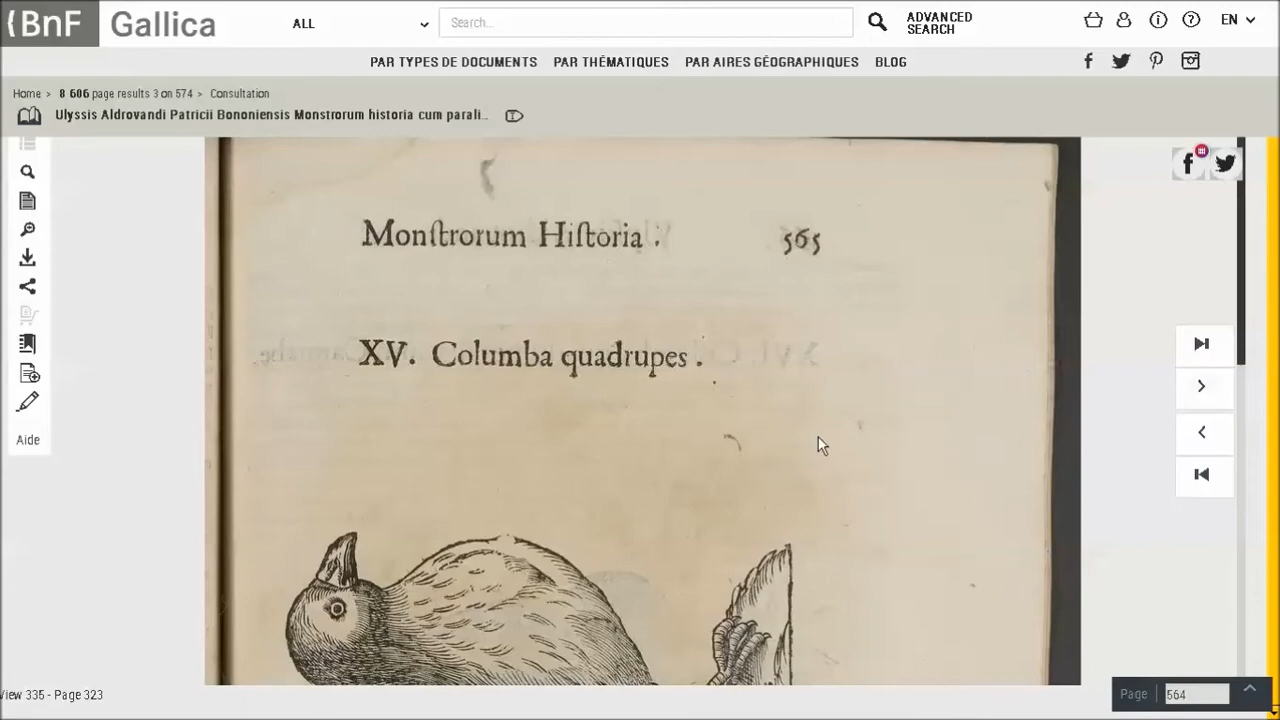 BnF Gallica
ALL
Search...
ADVANCED
SEARCH
EN
PAR TYPES DE DOCUMENTS PAR THÉMATIQUES PAR AIRES GÉOGRAPHIQUES BLOG
Home > 8 606 page results 3 on 574 > Consultation
Ulyssis Aldrovandi Patricii Bononiensis Monstrorum historia cum parali..
Monſtrorum Hiſtoria . 565
XV. Columba quadrupes .
Aide
View 335 - Page 323
Page 564